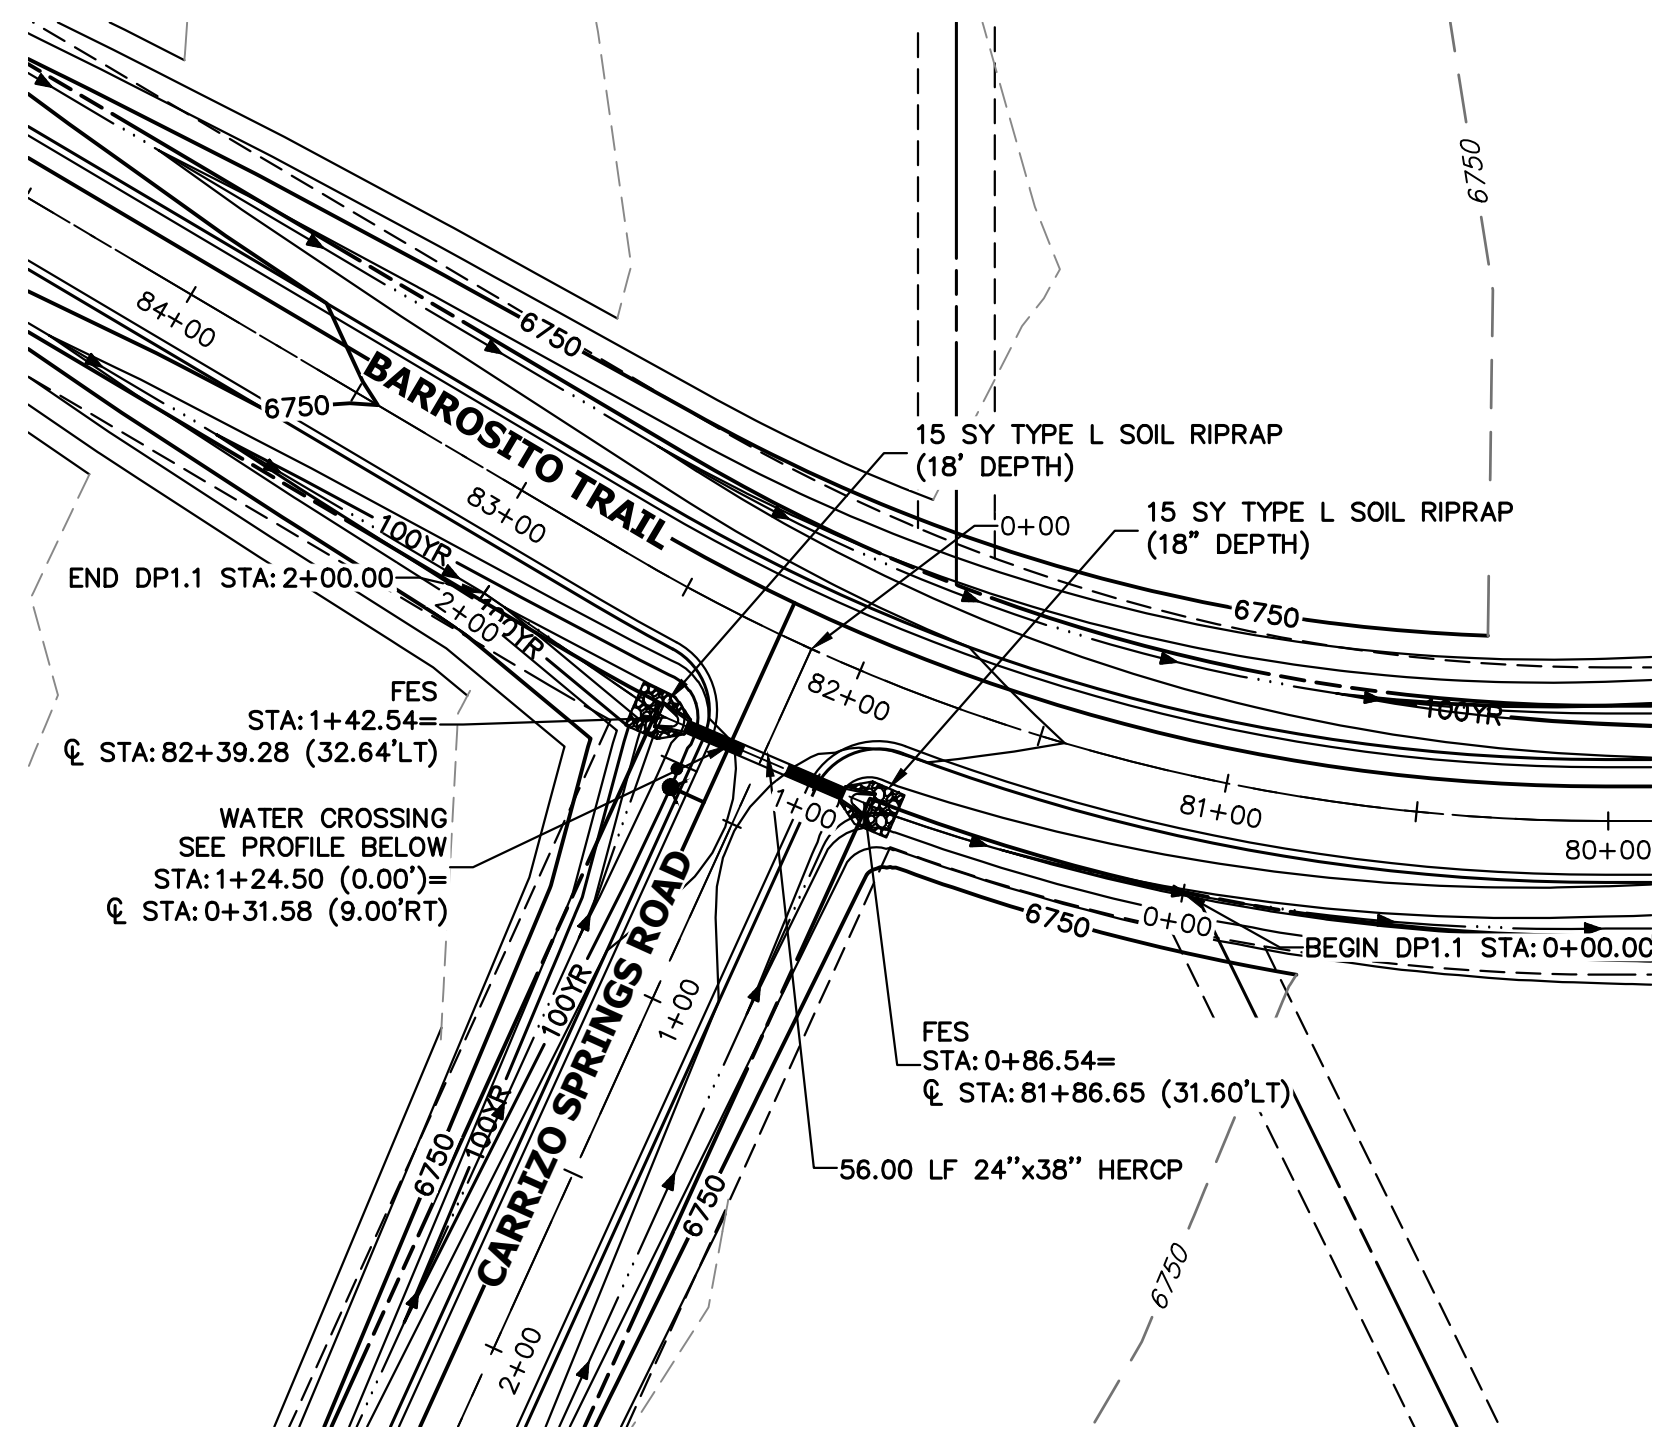 6750
84+00
6750
BARROSITO TRAIL
6750
15 SY TYPE L SOIL RIPRAP
(18' DEPTH)
83+00
0+00
15 SY TYPE L SOIL RIPRAP
(18" DEPTH)
100YR
END DP1.1 STA:2+00.00
2+00
100YR
6750
FES
STA:1+42.54=
℄ STA:82+39.28 (32.64'LT)
82+00
100YR
WATER CROSSING
SEE PROFILE BELOW
STA:1+24.50 (0.00')=
℄ STA:0+31.58 (9.00'RT)
1+00
81+00
80+00
6750
0+00
BEGIN DP1.1 STA:0+00.00
CARRIZO SPRINGS ROAD
100YR
1+00
FES
STA:0+86.54=
℄ STA:81+86.65 (31.60'LT)
100YR
6750
56.00 LF 24"x38" HERCP
6750
6750
2+00